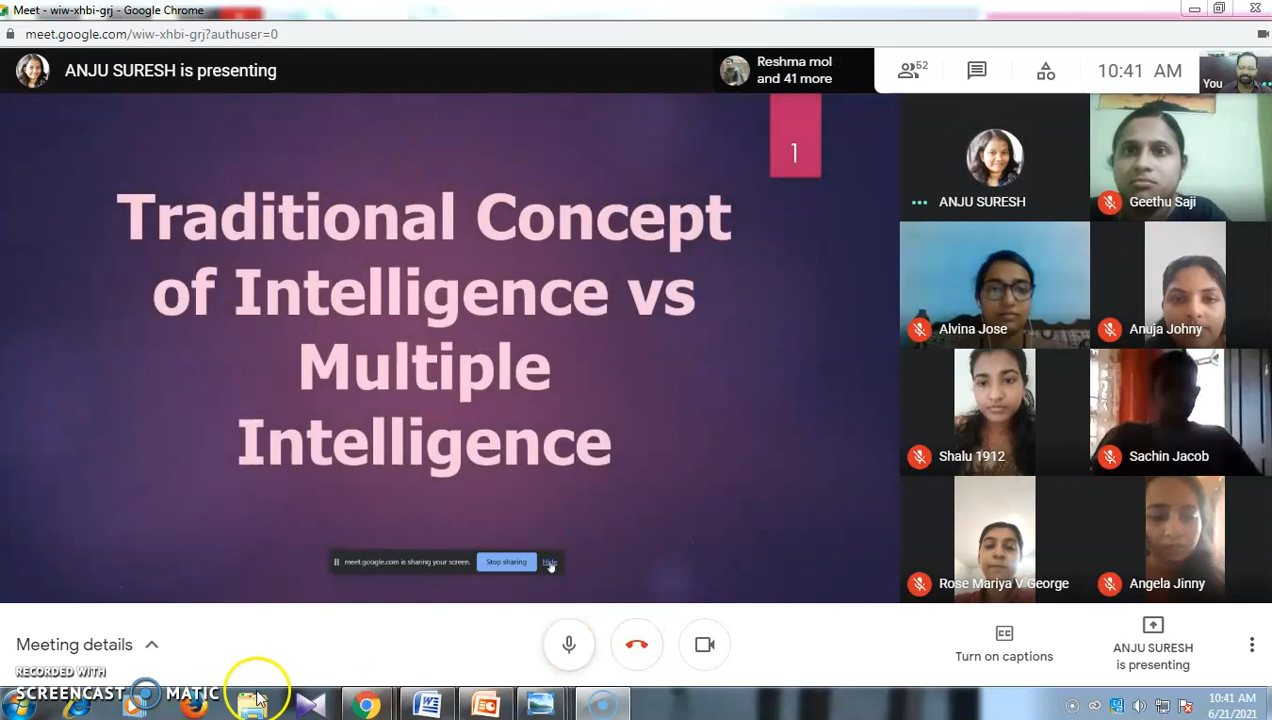 Meet - wiw-xhbi-grj - Google Chrome
meet.google.com/wiw-xhbi-grj?authuser=0
ANJU SURESH is presenting
Reshma mol
and 41 more
52
10:41 AM
You
1
Traditional Concept
of Intelligence vs
Multiple
Intelligence
meet.google.com is sharing your screen.
Stop sharing
Hide
ANJU SURESH
Geethu Saji
Alvina Jose
Anuja Johny
Shalu 1912
Sachin Jacob
Rose Mariya V George
Angela Jinny
Meeting details
CC
Turn on captions
ANJU SURESH
is presenting
RECORDED WITH
SCREENCAST MATIC
10:41 AM
6/21/2021